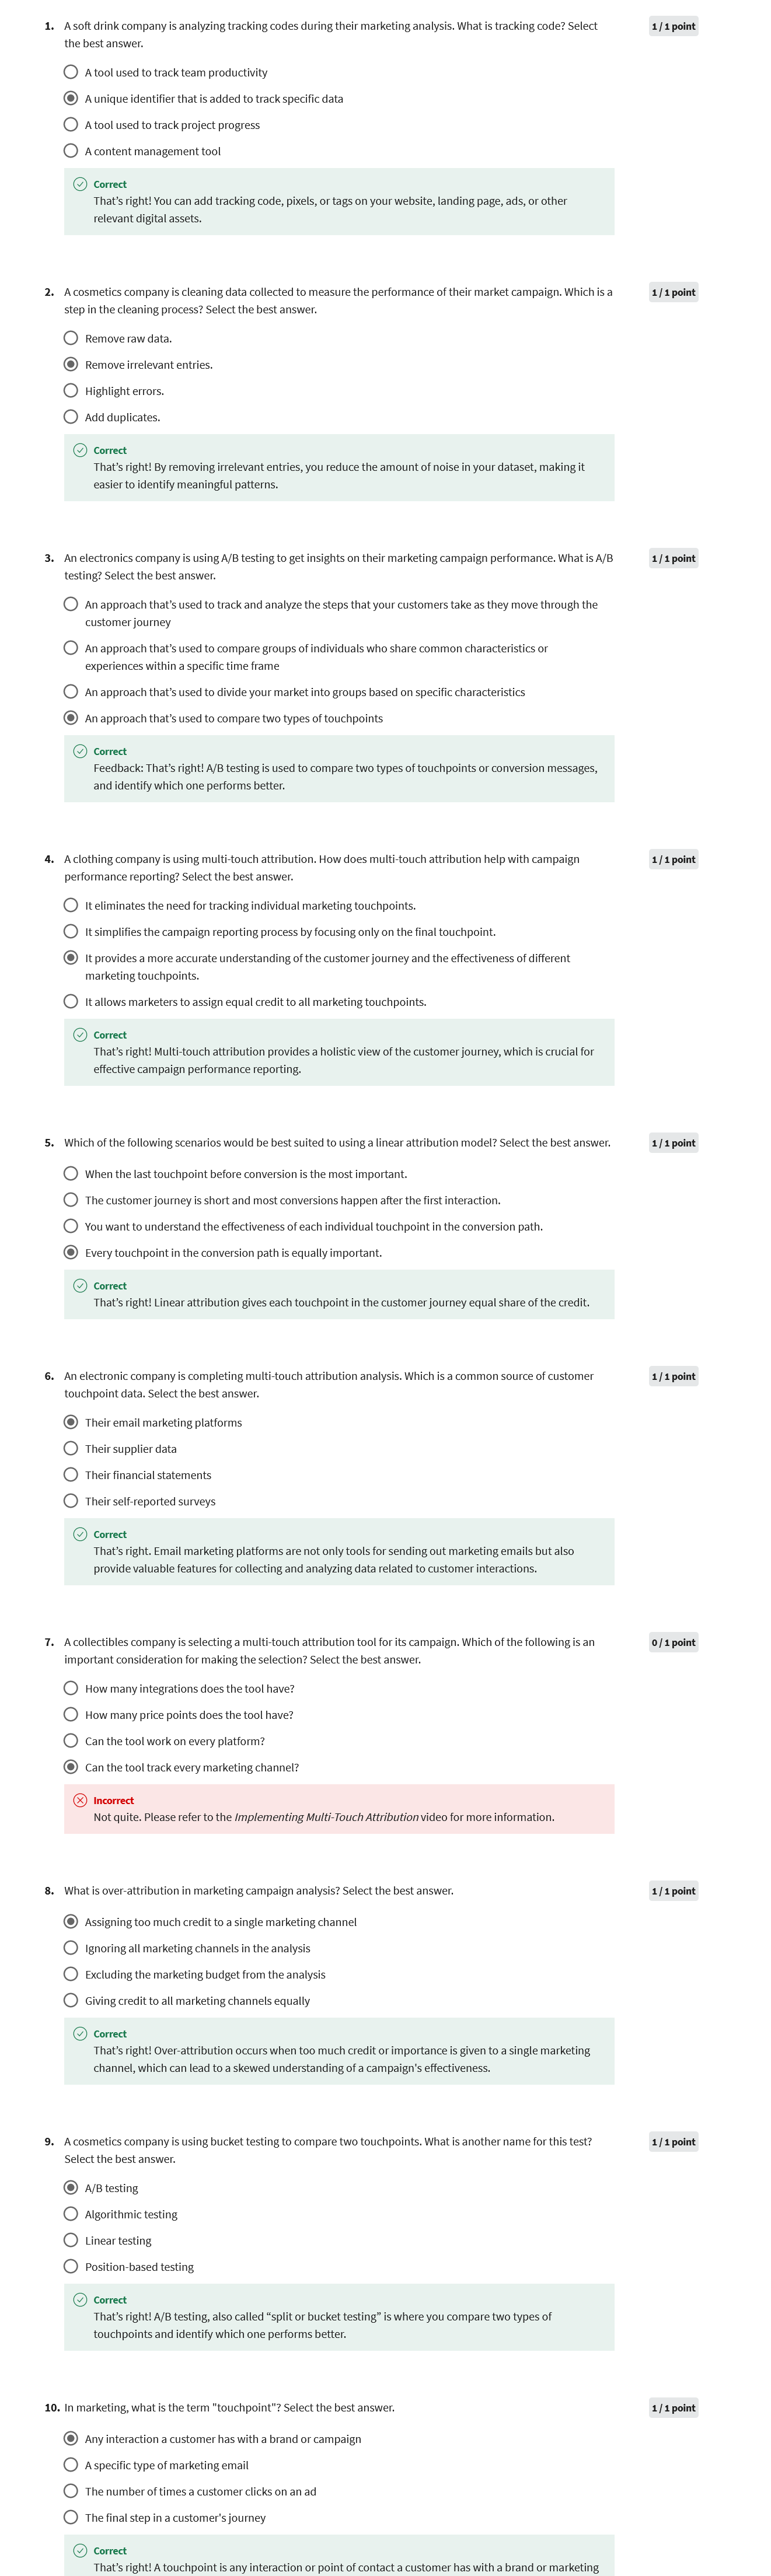 1. A soft drink company is analyzing tracking codes during their marketing analysis. What is tracking code? Select
the best answer.
1 / 1 point
A tool used to track team productivity
A unique identifier that is added to track specific data
A tool used to track project progress
A content management tool
Correct
That’s right! You can add tracking code, pixels, or tags on your website, landing page, ads, or other
relevant digital assets.
2. A cosmetics company is cleaning data collected to measure the performance of their market campaign. Which is a
step in the cleaning process? Select the best answer.
1 / 1 point
Remove raw data.
Remove irrelevant entries.
Highlight errors.
Add duplicates.
Correct
That’s right! By removing irrelevant entries, you reduce the amount of noise in your dataset, making it
easier to identify meaningful patterns.
3. An electronics company is using A/B testing to get insights on their marketing campaign performance. What is A/B
testing? Select the best answer.
1 / 1 point
An approach that’s used to track and analyze the steps that your customers take as they move through the
customer journey
An approach that’s used to compare groups of individuals who share common characteristics or
experiences within a specific time frame
An approach that’s used to divide your market into groups based on specific characteristics
An approach that’s used to compare two types of touchpoints
Correct
Feedback: That’s right! A/B testing is used to compare two types of touchpoints or conversion messages,
and identify which one performs better.
4. A clothing company is using multi-touch attribution. How does multi-touch attribution help with campaign
performance reporting? Select the best answer.
1 / 1 point
It eliminates the need for tracking individual marketing touchpoints.
It simplifies the campaign reporting process by focusing only on the final touchpoint.
It provides a more accurate understanding of the customer journey and the effectiveness of different
marketing touchpoints.
It allows marketers to assign equal credit to all marketing touchpoints.
Correct
That’s right! Multi-touch attribution provides a holistic view of the customer journey, which is crucial for
effective campaign performance reporting.
5. Which of the following scenarios would be best suited to using a linear attribution model? Select the best answer.
1 / 1 point
When the last touchpoint before conversion is the most important.
The customer journey is short and most conversions happen after the first interaction.
You want to understand the effectiveness of each individual touchpoint in the conversion path.
Every touchpoint in the conversion path is equally important.
Correct
That’s right! Linear attribution gives each touchpoint in the customer journey equal share of the credit.
6. An electronic company is completing multi-touch attribution analysis. Which is a common source of customer
touchpoint data. Select the best answer.
1 / 1 point
Their email marketing platforms
Their supplier data
Their financial statements
Their self-reported surveys
Correct
That’s right. Email marketing platforms are not only tools for sending out marketing emails but also
provide valuable features for collecting and analyzing data related to customer interactions.
7. A collectibles company is selecting a multi-touch attribution tool for its campaign. Which of the following is an
important consideration for making the selection? Select the best answer.
0 / 1 point
How many integrations does the tool have?
How many price points does the tool have?
Can the tool work on every platform?
Can the tool track every marketing channel?
Incorrect
Not quite. Please refer to the Implementing Multi-Touch Attribution video for more information.
8. What is over-attribution in marketing campaign analysis? Select the best answer.
1 / 1 point
Assigning too much credit to a single marketing channel
Ignoring all marketing channels in the analysis
Excluding the marketing budget from the analysis
Giving credit to all marketing channels equally
Correct
That’s right! Over-attribution occurs when too much credit or importance is given to a single marketing
channel, which can lead to a skewed understanding of a campaign's effectiveness.
9. A cosmetics company is using bucket testing to compare two touchpoints. What is another name for this test?
Select the best answer.
1 / 1 point
A/B testing
Algorithmic testing
Linear testing
Position-based testing
Correct
That’s right! A/B testing, also called “split or bucket testing” is where you compare two types of
touchpoints and identify which one performs better.
10. In marketing, what is the term "touchpoint"? Select the best answer.
1 / 1 point
Any interaction a customer has with a brand or campaign
A specific type of marketing email
The number of times a customer clicks on an ad
The final step in a customer's journey
Correct
That’s right! A touchpoint is any interaction or point of contact a customer has with a brand or marketing